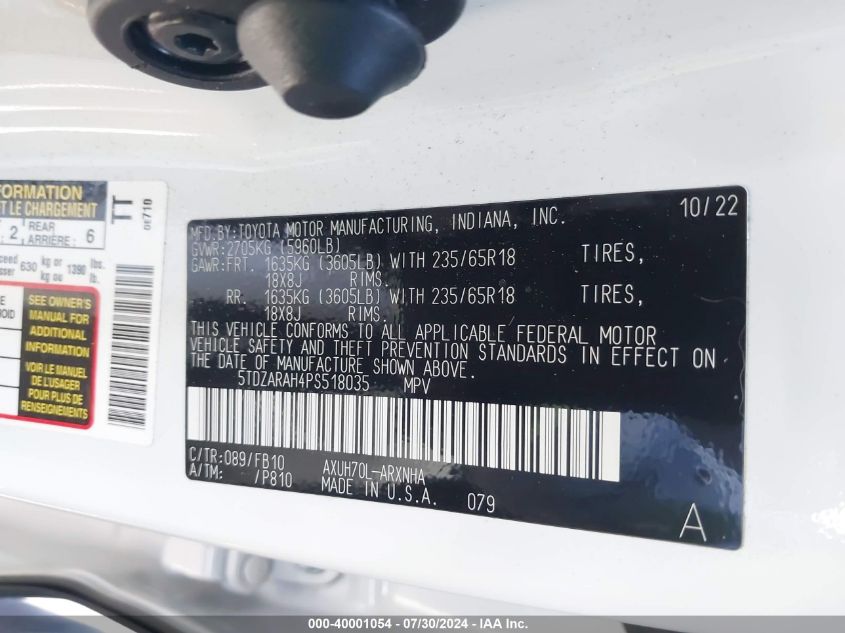 FORMATION
ET LE CHARGEMENT
2 REAR ARRIÈRE: 6
exceed 630 kg 1390 lbs.
kg ou lb.
TT
0E71B
SEE OWNER'S
MANUAL FOR
ADDITIONAL
INFORMATION
VOIR LE MANUEL
DE L'USAGER
POUR PLUS DE
RENSEIGNEMENTS
10/22
MFD.BY:TOYOTA MOTOR MANUFACTURING, INDIANA, INC.
GVWR:2705KG (5960LB)
GAWR:FRT. 1635KG (3605LB) WITH 235/65R18 TIRES,
18X8J RIMS.
RR. 1635KG (3605LB) WITH 235/65R18 TIRES,
18X8J RIMS.
THIS VEHICLE CONFORMS TO ALL APPLICABLE FEDERAL MOTOR
VEHICLE SAFETY AND THEFT PREVENTION STANDARDS IN EFFECT ON
THE DATE OF MANUFACTURE SHOWN ABOVE.
5TDZARAH4PS518035 MPV
C/TR:089/FB10 AXUH70L-ARXNHA
A/TM: /P810 MADE IN U.S.A. 079
A
000-40001054 - 07/30/2024 - IAA Inc.